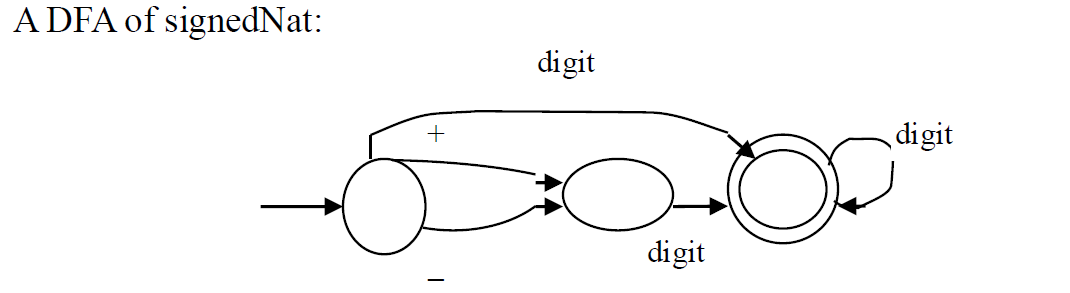 A DFA of signedNat:
digit
+
digit
digit
–